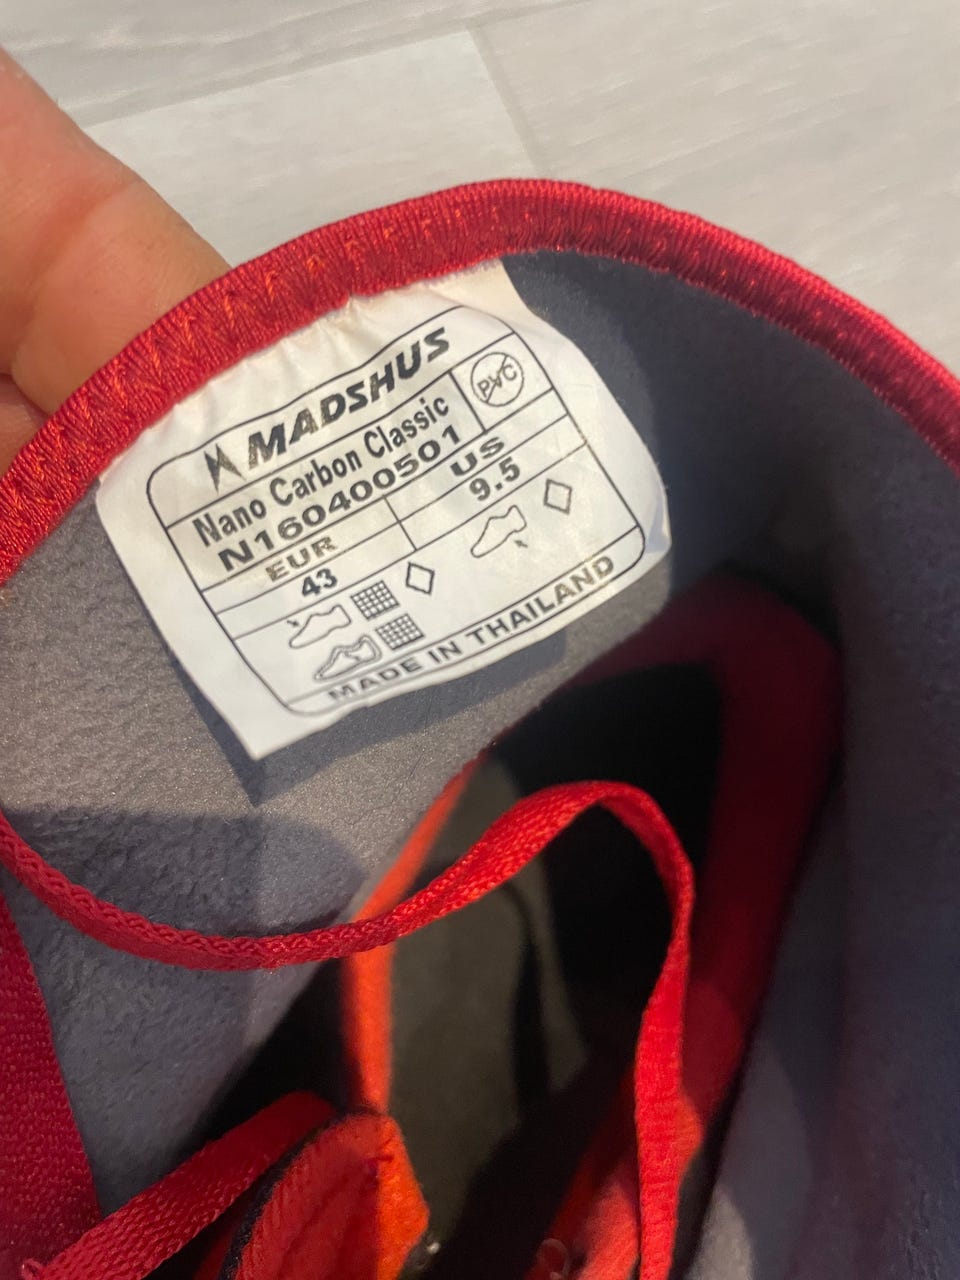 MADSHUS
Nano Carbon Classic PVC
N160400501
EUR US
43 9.5
MADE IN THAILAND